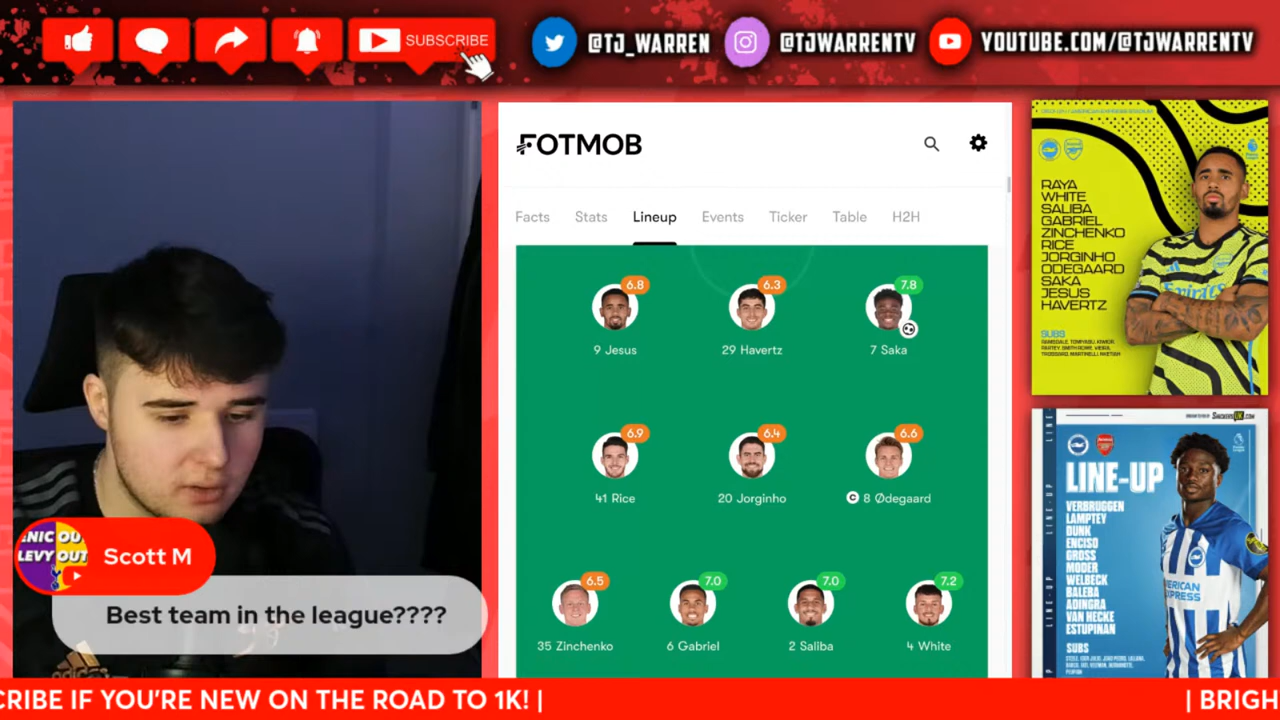 SUBSCRIBE
@TJ_WARREN
@TJWARRENTV
YOUTUBE.COM/@TJWARRENTV
FOTMOB
Facts
Stats
Lineup
Events
Ticker
Table
H2H
6.8
6.3
7.8
9 Jesus
29 Havertz
7 Saka
6.9
6.4
6.6
41 Rice
20 Jorginho
C 8 Ødegaard
6.5
7.0
7.0
7.2
35 Zinchenko
6 Gabriel
2 Saliba
4 White
RAYA
WHITE
SALIBA
GABRIEL
ZINCHENKO
RICE
JORGINHO
ODEGAARD
SAKA
JESUS
HAVERTZ
SUBS
LINE-UP
VERBRUGGEN
LAMPTEY
DUNK
ENCISO
GROSS
MODER
WELBECK
BALEBA
ADINGRA
VAN HECKE
ESTUPINAN
SUBS
AMERICAN
EXPRESS
LEVY OUT
Scott M
Best team in the league????
adidas
CRIBE IF YOU'RE NEW ON THE ROAD TO 1K! |
| BRIGH